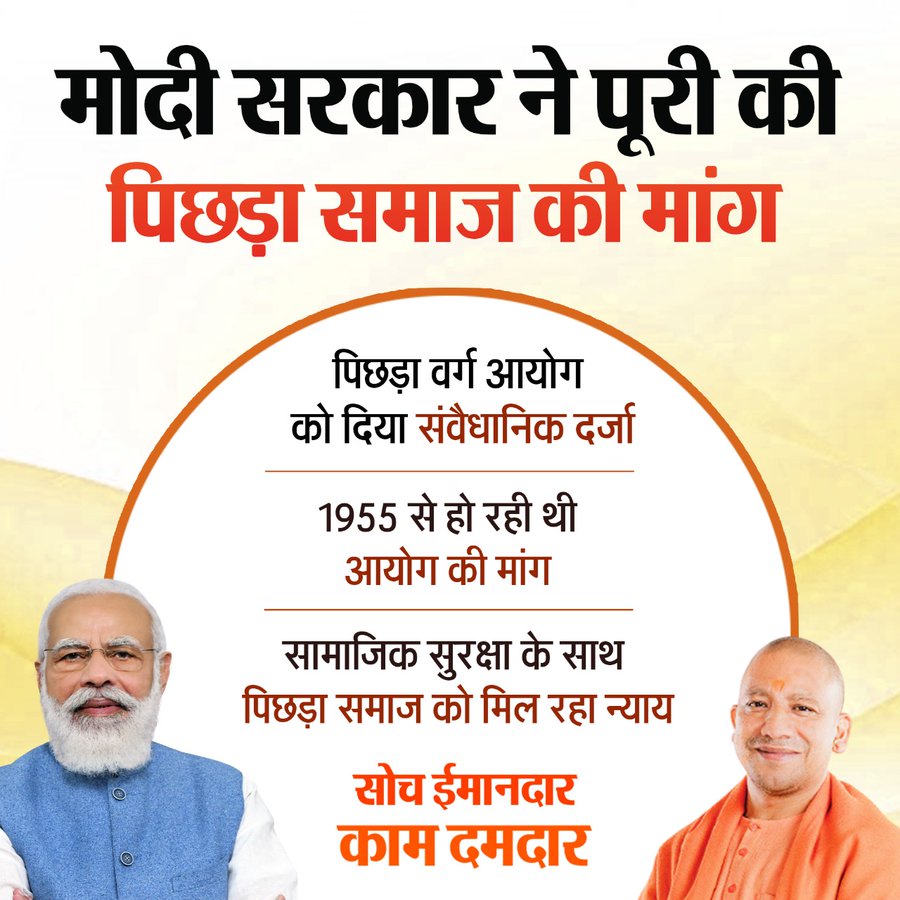 मोदी सरकार ने पूरी की
पिछड़ा समाज की मांग
पिछड़ा वर्ग आयोग
को दिया संवैधानिक दर्जा
1955 से हो रही थी
आयोग की मांग
सामाजिक सुरक्षा के साथ
पिछड़ा समाज को मिल रहा न्याय
सोच ईमानदार
काम दमदार